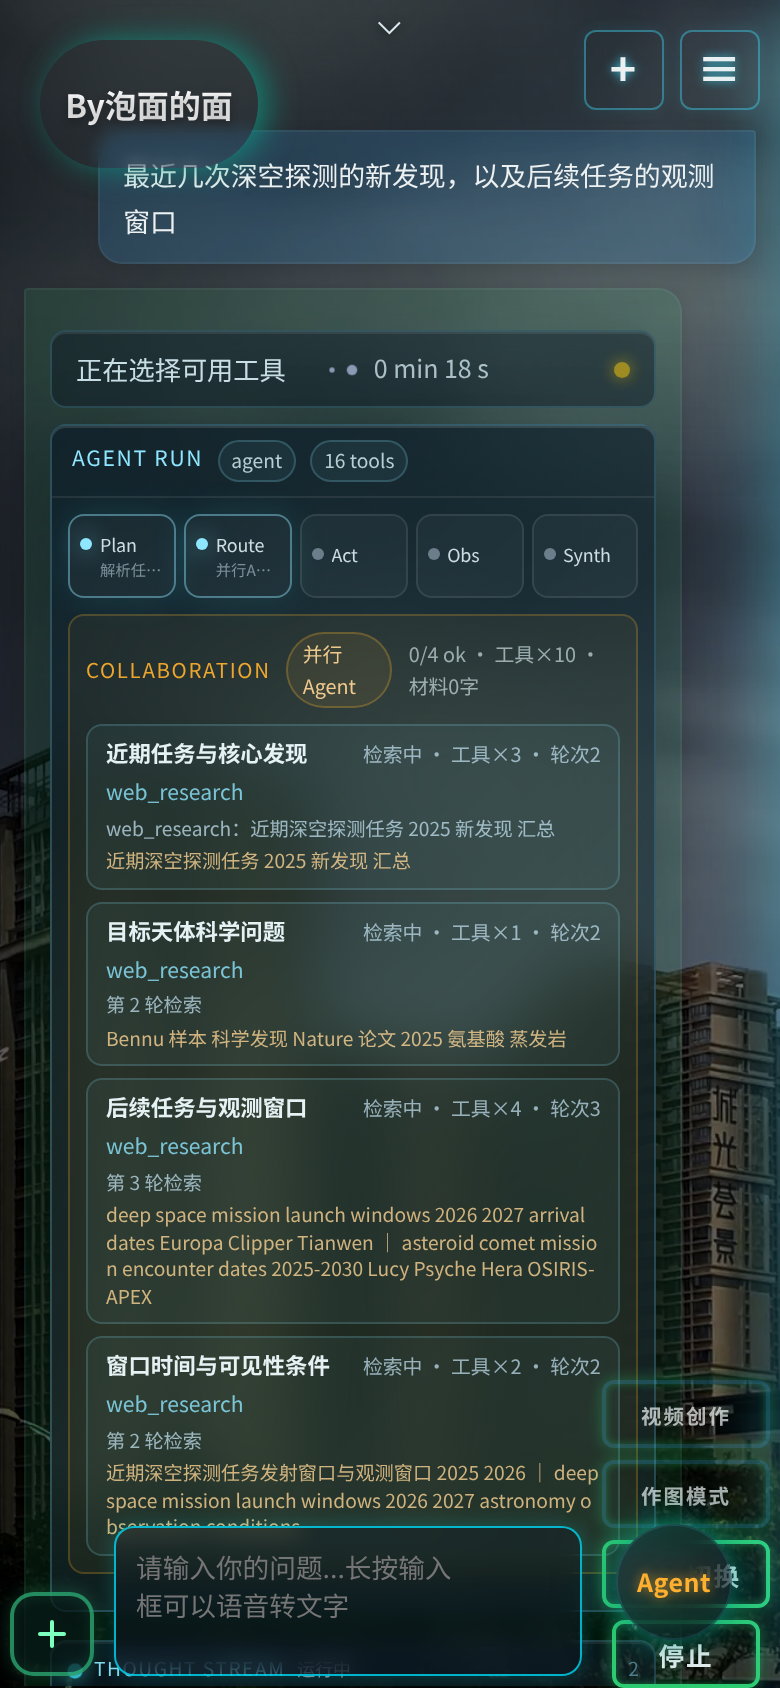 By泡面的面
最近几次深空探测的新发现，以及后续任务的观测
窗口
正在选择可用工具 0 min 18 s
AGENT RUN agent 16 tools
Plan
解析任…
Route
并行A…
Act
Obs
Synth
COLLABORATION
并行
Agent
0/4 ok · 工具×10 ·
材料0字
近期任务与核心发现 检索中 · 工具×3 · 轮次2
web_research
web_research：近期深空探测任务 2025 新发现 汇总
近期深空探测任务 2025 新发现 汇总
目标天体科学问题 检索中 · 工具×1 · 轮次2
web_research
第 2 轮检索
Bennu 样本 科学发现 Nature 论文 2025 氨基酸 蒸发岩
后续任务与观测窗口 检索中 · 工具×4 · 轮次3
web_research
第 3 轮检索
deep space mission launch windows 2026 2027 arrival
dates Europa Clipper Tianwen ｜ asteroid comet missio
n encounter dates 2025-2030 Lucy Psyche Hera OSIRIS-
APEX
窗口时间与可见性条件 检索中 · 工具×2 · 轮次2
web_research
第 2 轮检索
近期深空探测任务发射窗口与观测窗口 2025 2026 ｜ deep
space mission launch windows 2026 2027 astronomy o
bservation conditions
城光荟景
视频创作
作图模式
Agent 换
请输入你的问题...长按输入
框可以语音转文字
停止
THOUGHT STREAM 运行中 2